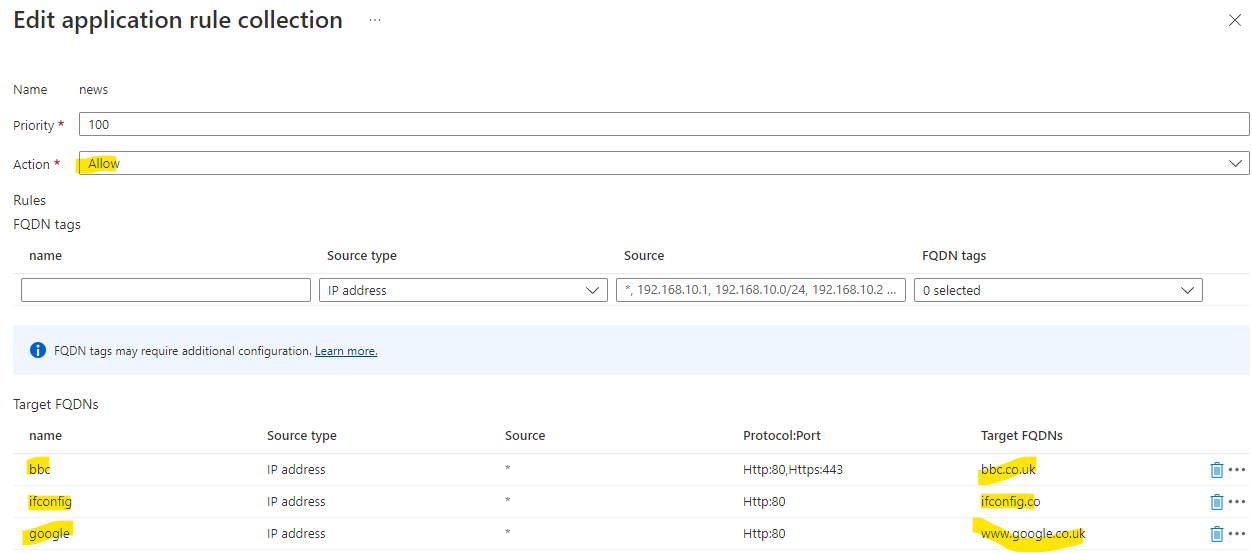 Edit application rule collection ...
Name news
Priority * 100
Action * Allow
Rules
FQDN tags
name Source type Source FQDN tags
IP address *, 192.168.10.1, 192.168.10.0/24, 192.168.10.2 ... 0 selected
FQDN tags may require additional configuration. Learn more.
Target FQDNs
name Source type Source Protocol:Port Target FQDNs
bbc IP address * Http:80,Https:443 bbc.co.uk
ifconfig IP address * Http:80 ifconfig.co
google IP address * Http:80 www.google.co.uk